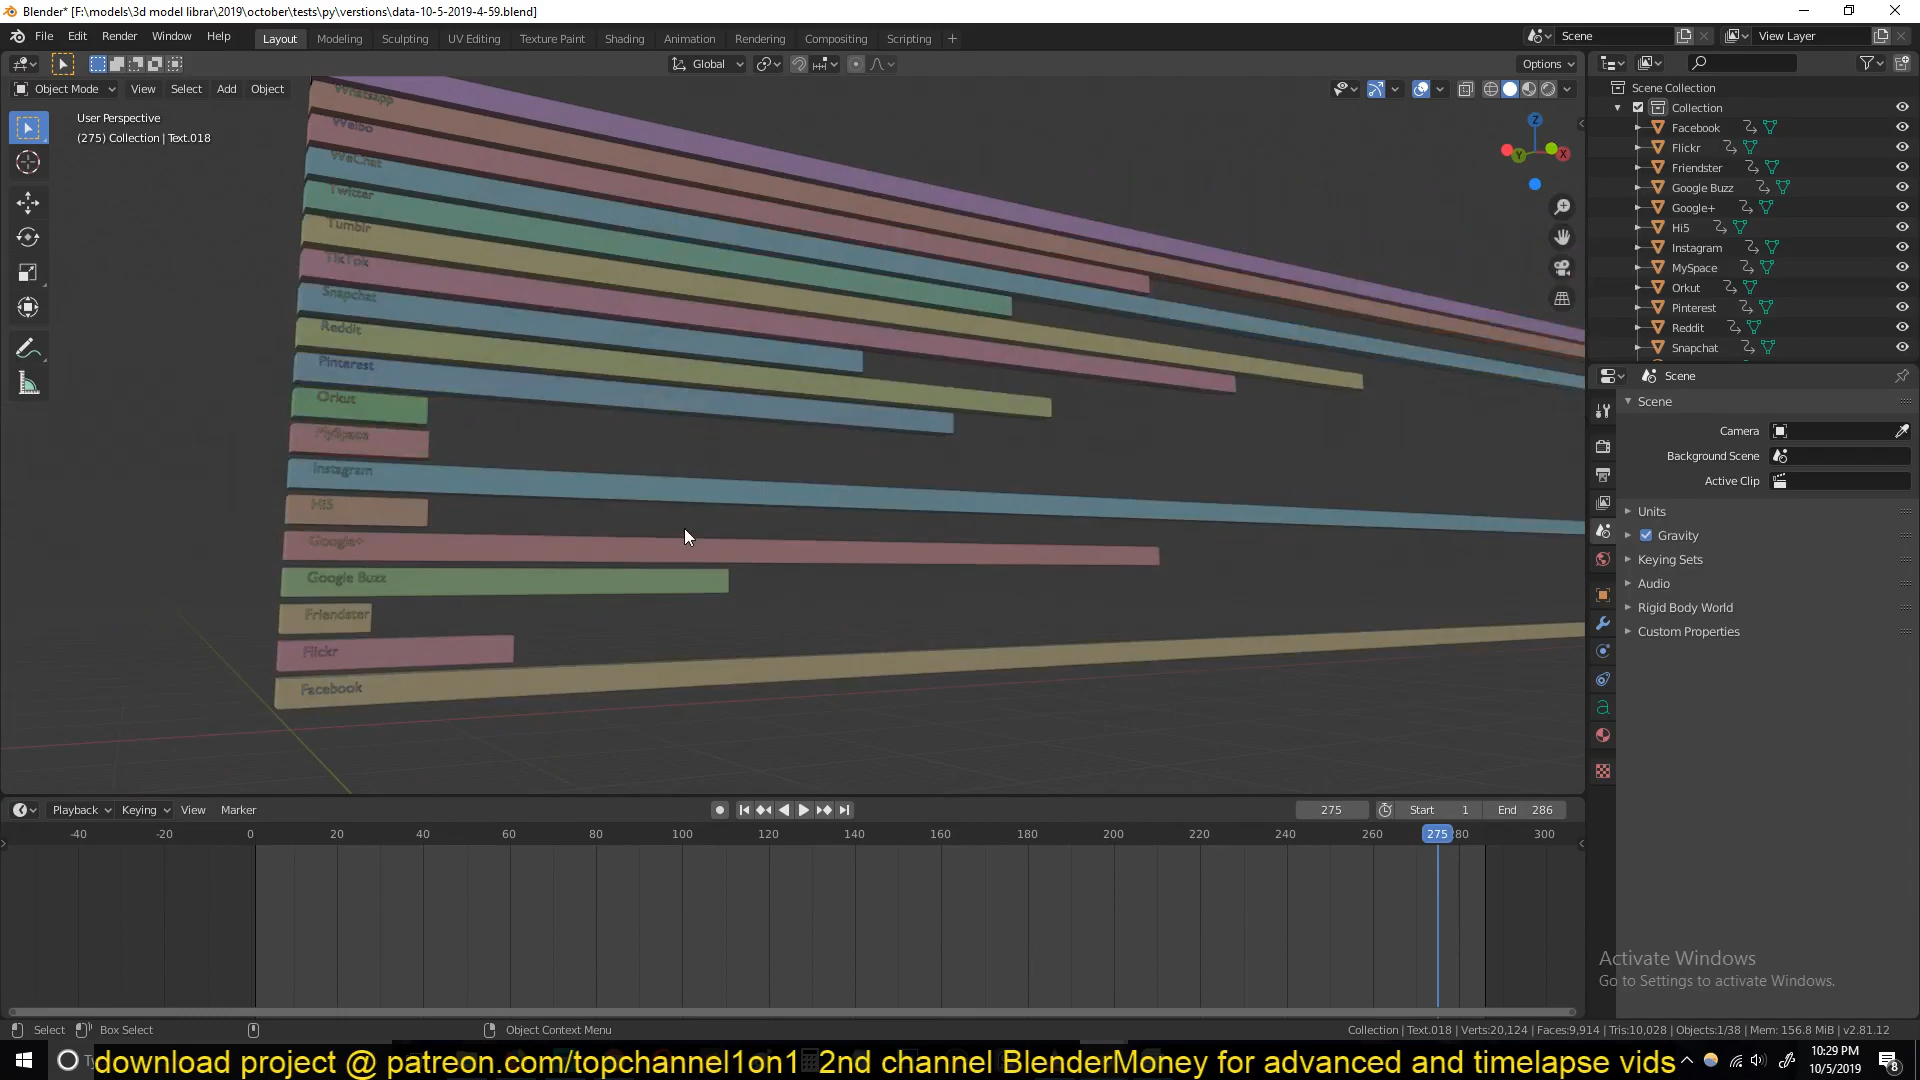 Blender* [F:\models\3d model librar\2019\october\tests\py\verstions\data-10-5-2019-4-59.blend]
File Edit Render Window Help Layout Modeling Sculpting UV Editing Texture Paint Shading Animation Rendering Compositing Scripting + Scene View Layer
Global Options
Object Mode View Select Add Object
User Perspective
(275) Collection | Text.018
Z
Y X
Whatsapp
Weibo
WeChat
Twitter
Tumblr
TikTok
Snapchat
Reddit
Pinterest
Orkut
MySpace
Instagram
Hi5
Google+
Google Buzz
Friendster
Flickr
Facebook
Scene Collection
Collection
Facebook
Flickr
Friendster
Google Buzz
Google+
Hi5
Instagram
MySpace
Orkut
Pinterest
Reddit
Snapchat
Scene
Scene
Camera
Background Scene
Active Clip
Units
Gravity
Keying Sets
Audio
Rigid Body World
Custom Properties
Playback Keying View Marker 275 Start 1 End 286
-40 -20 0 20 40 60 80 100 120 140 160 180 200 220 240 260 275 80 300
Activate Windows
Go to Settings to activate Windows.
Select Box Select Object Context Menu Collection | Text.018 | Verts:20,124 | Faces:9,914 | Tris:10,028 | Objects:1/38 | Mem: 156.8 MiB | v2.81.12
download project @ patreon.com/topchannel1on1 2nd channel BlenderMoney for advanced and timelapse vids
10:29 PM
10/5/2019
8